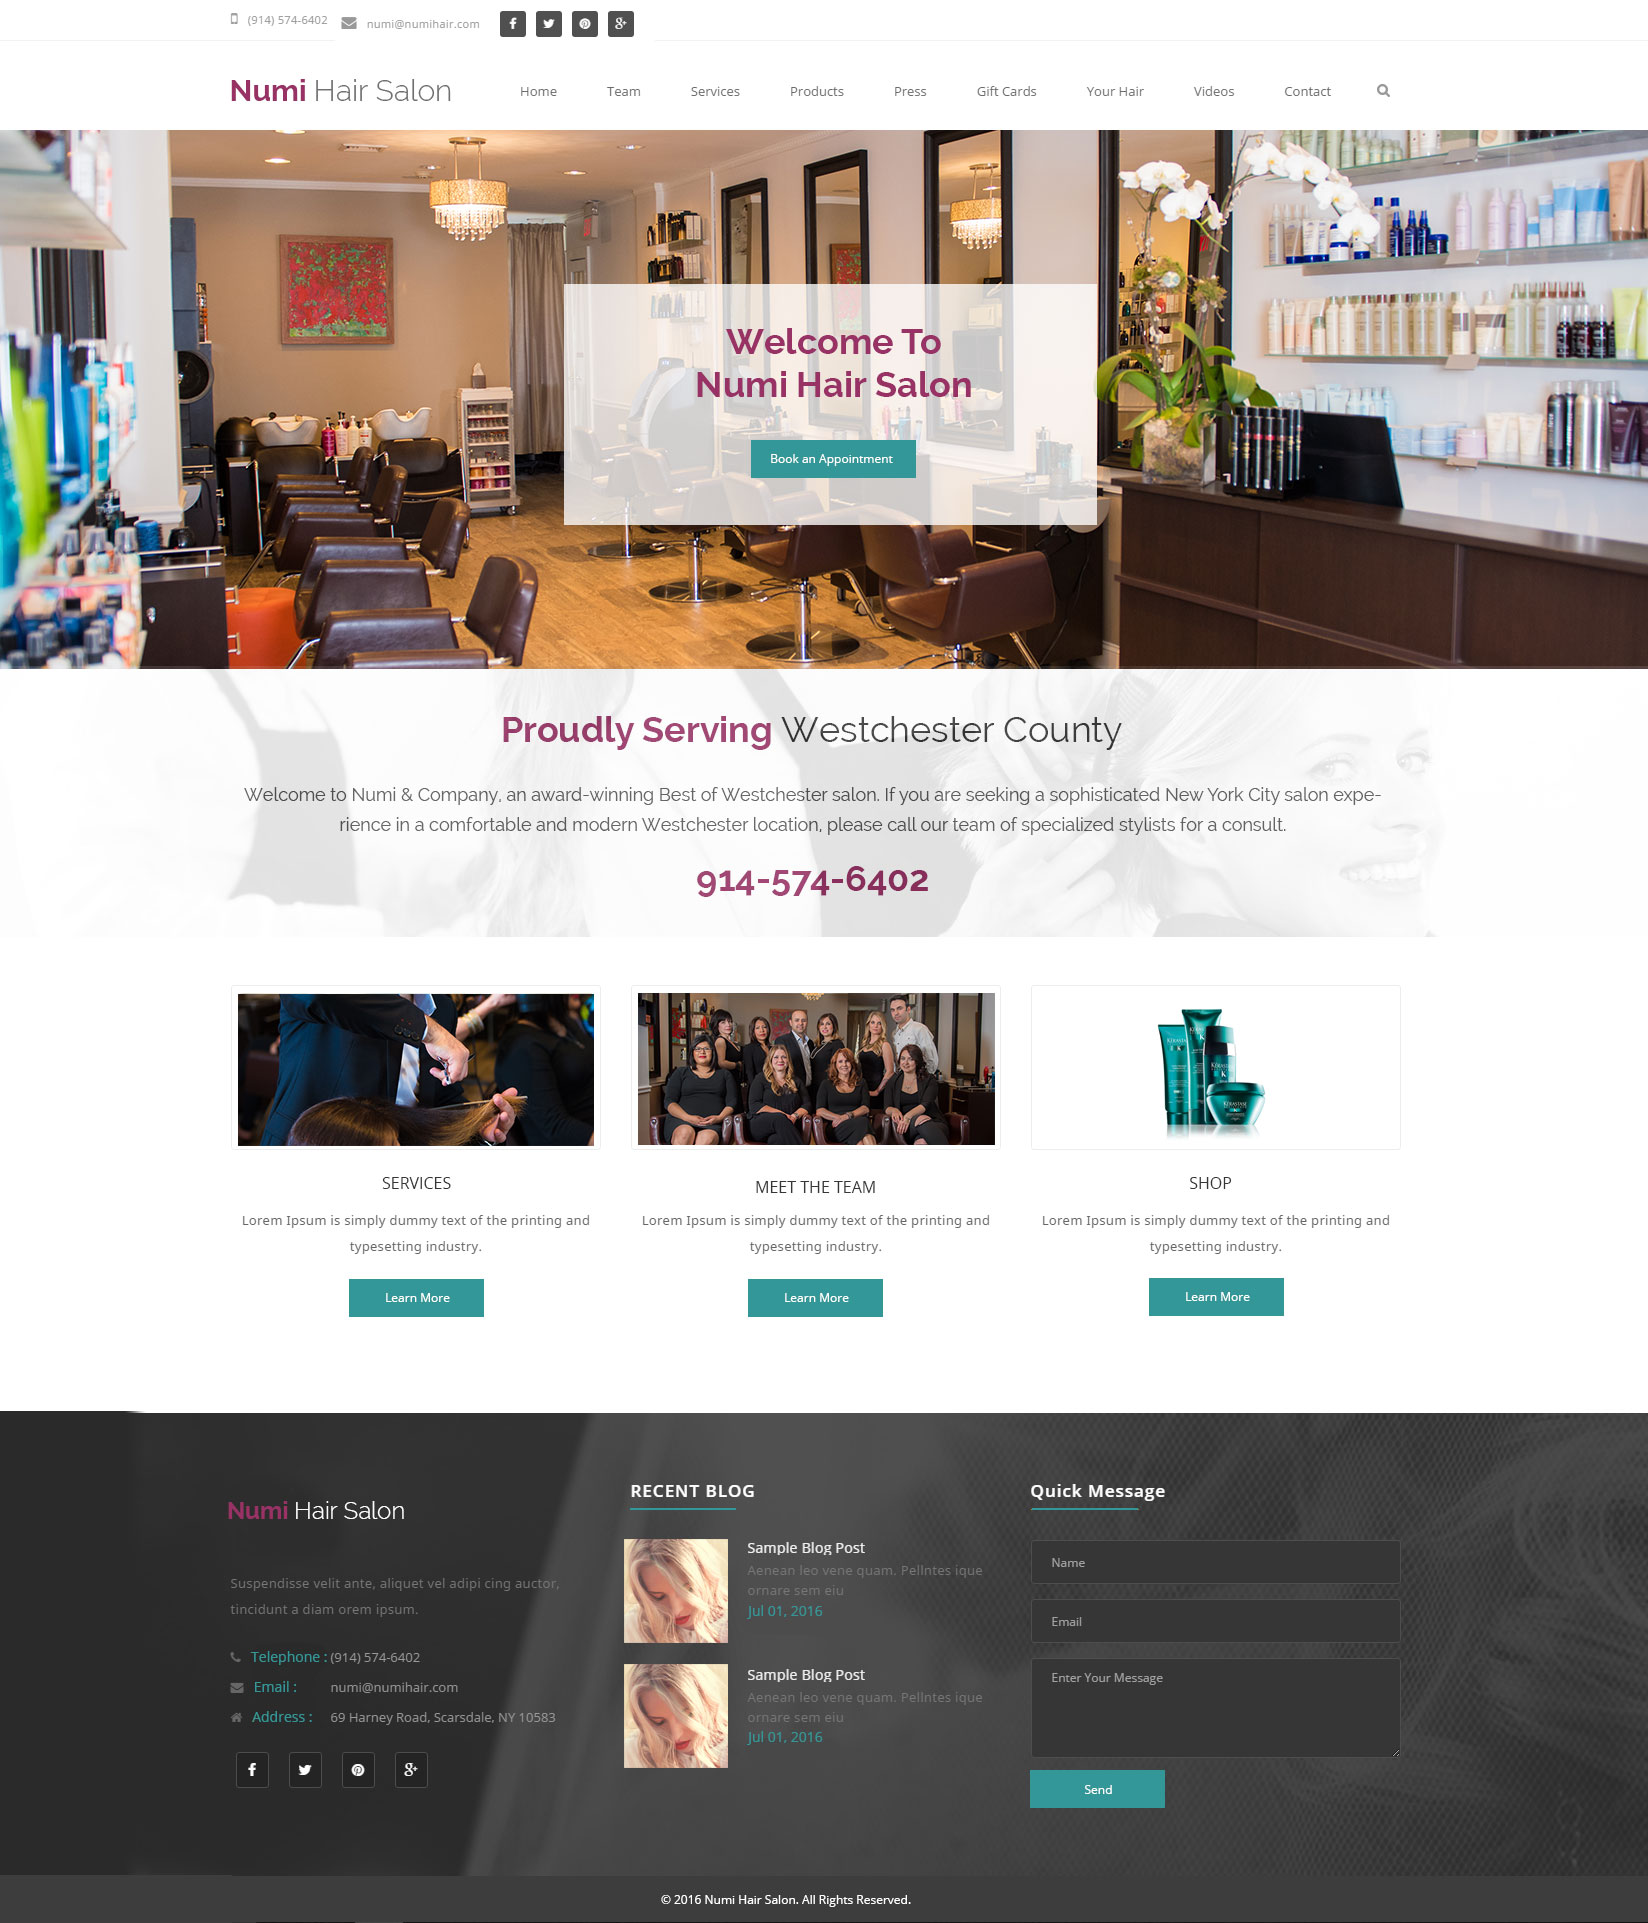 (914) 574-6402 numi@numihair.com
Numi Hair Salon Home Team Services Products Press Gift Cards Your Hair Videos Contact
Welcome To
Numi Hair Salon
Book an Appointment
Proudly Serving Westchester County
Welcome to Numi & Company, an award-winning Best of Westchester salon. If you are seeking a sophisticated New York City salon expe-
rience in a comfortable and modern Westchester location, please call our team of specialized stylists for a consult.
914-574-6402
SERVICES
Lorem Ipsum is simply dummy text of the printing and
typesetting industry.
Learn More
MEET THE TEAM
Lorem Ipsum is simply dummy text of the printing and
typesetting industry.
Learn More
KÉRASTASE
SHOP
Lorem Ipsum is simply dummy text of the printing and
typesetting industry.
Learn More
Numi Hair Salon
Suspendisse velit ante, aliquet vel adipi cing auctor,
tincidunt a diam orem ipsum.
Telephone : (914) 574-6402
Email : numi@numihair.com
Address : 69 Harney Road, Scarsdale, NY 10583
RECENT BLOG
Sample Blog Post
Aenean leo vene quam. Pellntes ique
ornare sem eiu
Jul 01, 2016
Sample Blog Post
Aenean leo vene quam. Pellntes ique
ornare sem eiu
Jul 01, 2016
Quick Message
Name
Email
Enter Your Message
Send
© 2016 Numi Hair Salon. All Rights Reserved.